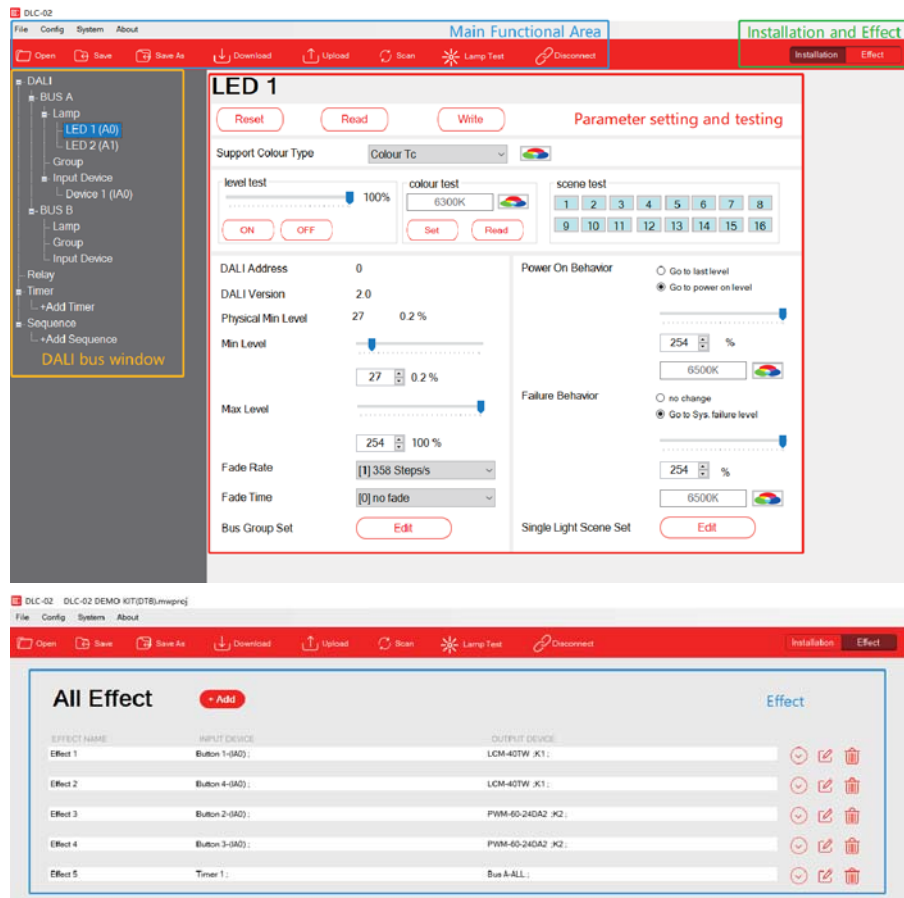 DLC-02
File Config System About
Main Functional Area
Installation and Effect
Open Save Save As Download Upload Scan Lamp Test Disconnect Installation Effect
DALI
BUS A
Lamp
LED 1 (A0)
LED 2 (A1)
Group
Input Device
Device 1 (IA0)
BUS B
Lamp
Group
Input Device
Relay
Timer
+Add Timer
Sequence
+Add Sequence
DALI bus window
LED 1
Reset Read Write Parameter setting and testing
Support Colour Type Colour Tc
level test colour test scene test
100% 6300K 1 2 3 4 5 6 7 8
ON OFF Set Read 9 10 11 12 13 14 15 16
DALI Address 0
DALI Version 2.0
Physical Min Level 27 0.2 %
Min Level
27 0.2 %
Max Level
254 100 %
Fade Rate [1] 358 Steps/s
Fade Time [0] no fade
Bus Group Set Edit
Power On Behavior Go to last level
Go to power on level
254 %
6500K
Failure Behavior no change
Go to Sys. failure level
254 %
6500K
Single Light Scene Set Edit
DLC-02 DLC-02 DEMO KIT(DT8).mwproj
File Config System About
Open Save Save As Download Upload Scan Lamp Test Disconnect Installation Effect
All Effect + Add Effect
EFFECT NAME INPUT DEVICE OUTPUT DEVICE
Effect 1 Button 1-(IA0) ; LCM-40TW ;K1 ;
Effect 2 Button 4-(IA0) ; LCM-40TW ;K1 ;
Effect 3 Button 2-(IA0) ; PWM-60-24DA2 ;K2 ;
Effect 4 Button 3-(IA0) ; PWM-60-24DA2 ;K2 ;
Effect 5 Timer 1 ; Bus A-ALL ;